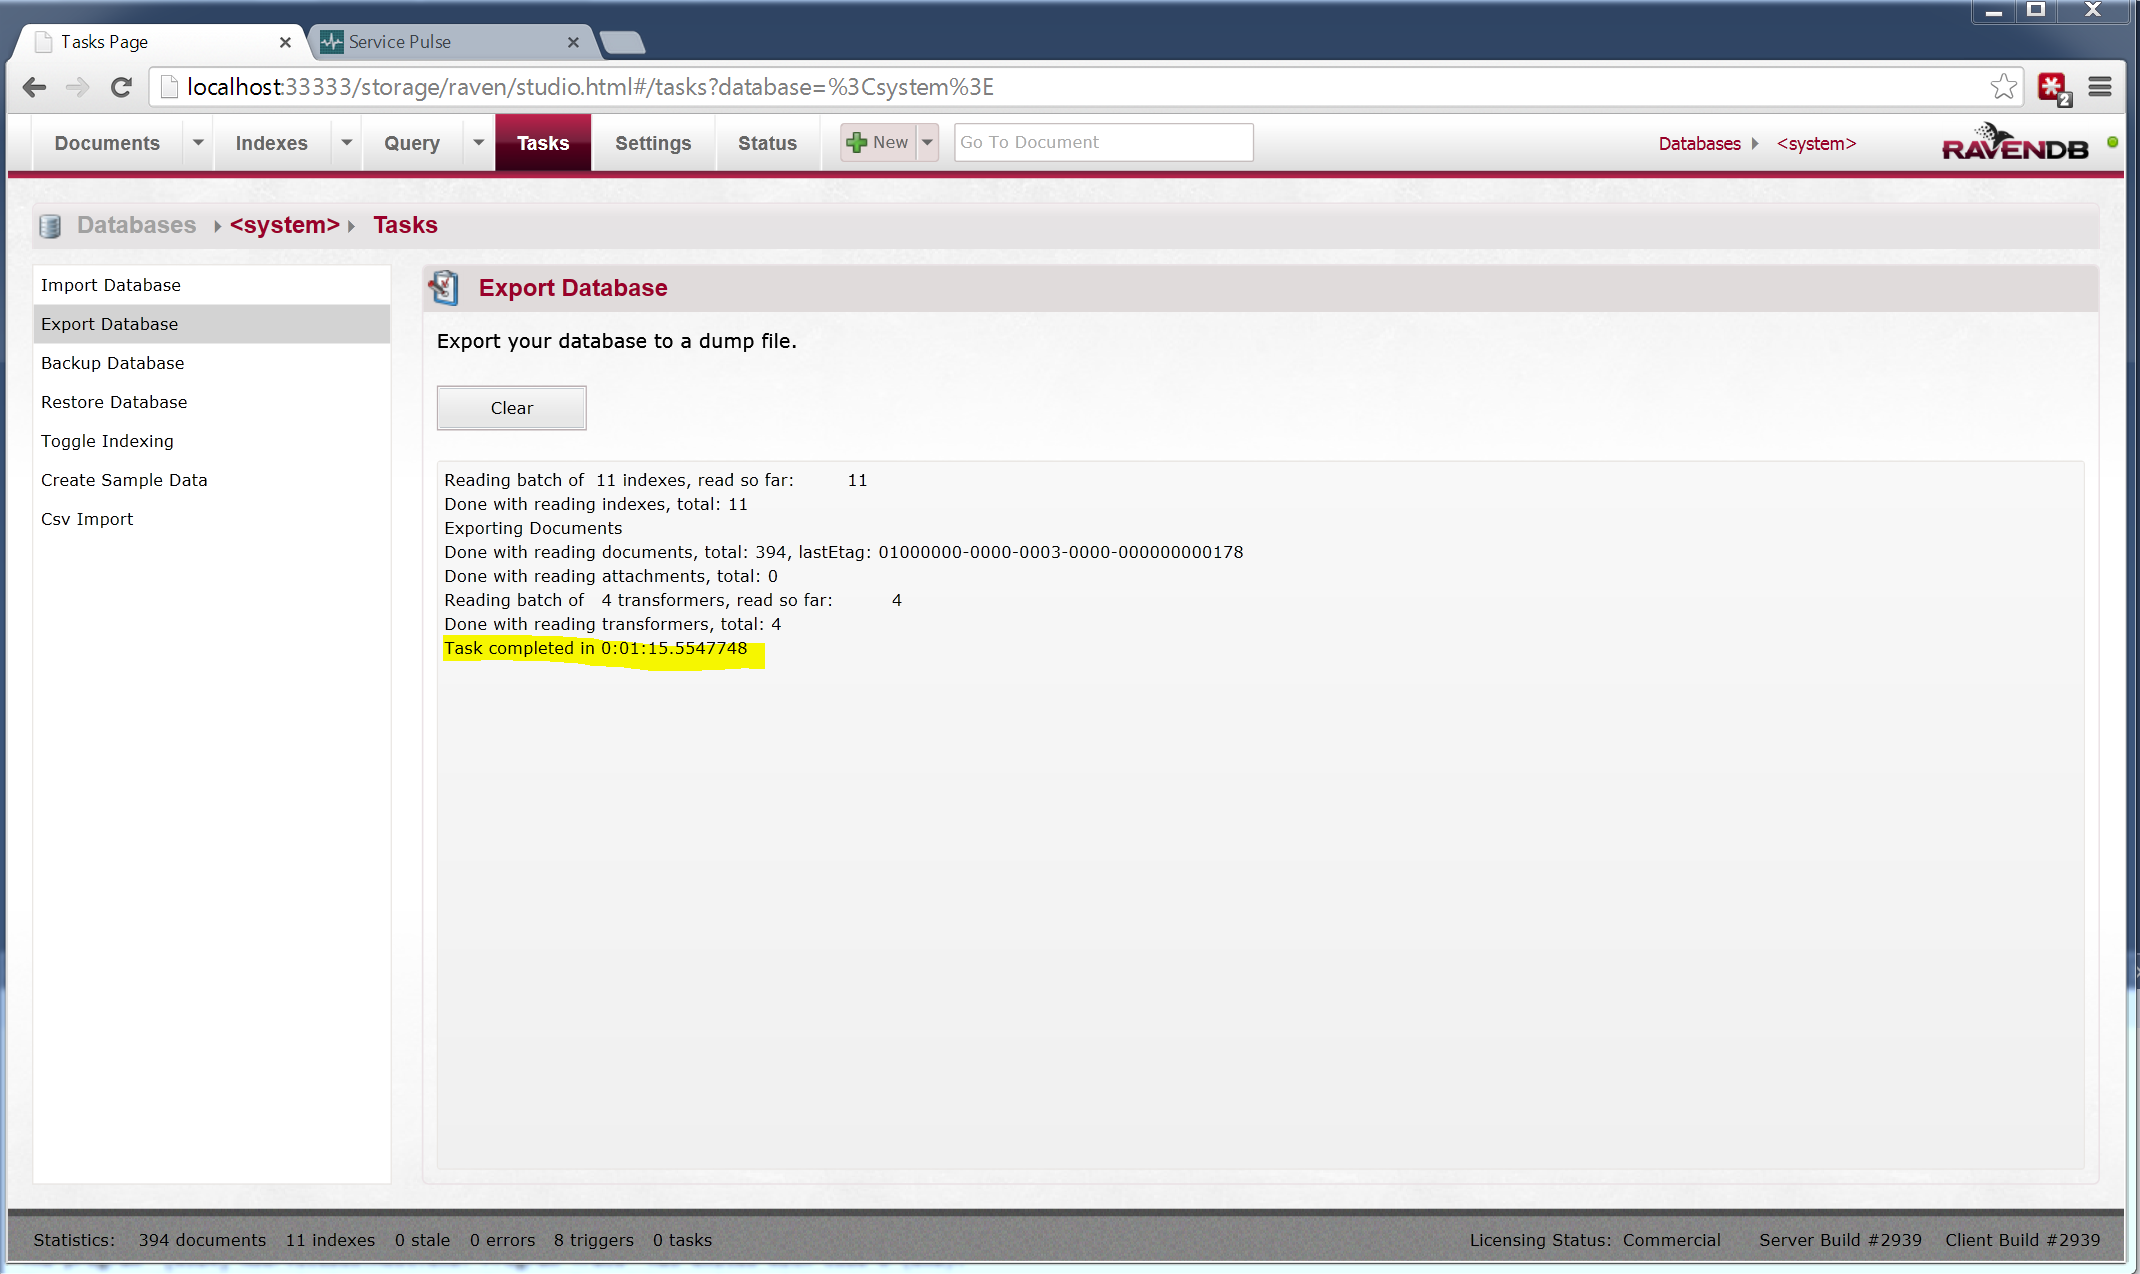 Tasks Page
Service Pulse
localhost:33333/storage/raven/studio.html#/tasks?database=%3Csystem%3E
2
Documents Indexes Query Tasks Settings Status New Go To Document Databases <system> RAVENDB
Databases <system> Tasks
Import Database
Export Database
Backup Database
Restore Database
Toggle Indexing
Create Sample Data
Csv Import
Export Database
Export your database to a dump file.
Clear
Reading batch of 11 indexes, read so far: 11
Done with reading indexes, total: 11
Exporting Documents
Done with reading documents, total: 394, lastEtag: 01000000-0000-0003-0000-000000000178
Done with reading attachments, total: 0
Reading batch of 4 transformers, read so far: 4
Done with reading transformers, total: 4
Task completed in 0:01:15.5547748
Statistics: 394 documents 11 indexes 0 stale 0 errors 8 triggers 0 tasks Licensing Status: Commercial Server Build #2939 Client Build #2939